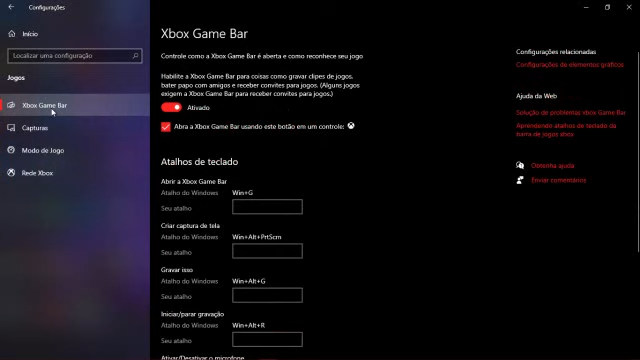 Configurações
Início
Localizar uma configuração
Jogos
Xbox Game Bar
Capturas
Modo de Jogo
Rede Xbox
Xbox Game Bar
Controle como a Xbox Game Bar é aberta e como reconhece seu jogo
Habilite a Xbox Game Bar para coisas como gravar clipes de jogos,
bater papo com amigos e receber convites para jogos. (Alguns
jogos exigem a Xbox Game Bar para receber convites para jogos.)
Ativado
Abra a Xbox Game Bar usando este botão em um controle:
Atalhos de teclado
Abrir a Xbox Game Bar
Atalho do Windows Win+G
Seu atalho
Criar captura de tela
Atalho do Windows Win+Alt+PrtScrn
Seu atalho
Gravar isso
Atalho do Windows Win+Alt+G
Seu atalho
Iniciar/parar gravação
Atalho do Windows Win+Alt+R
Seu atalho
Ativar/Desativar o microfone
Configurações relacionadas
Configurações de elementos gráficos
Ajuda da Web
Solução de problemas Xbox Game Bar
Aprendendo atalhos de teclado da
barra de jogos abrir
Obtenha ajuda
Enviar comentários